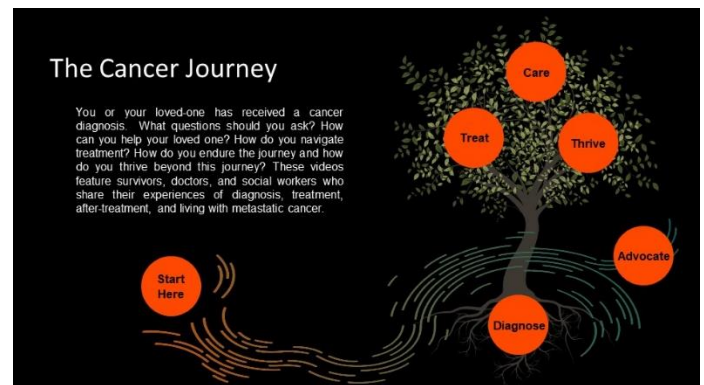 The Cancer Journey
You or your loved-one has received a cancer
diagnosis. What questions should you ask? How
can you help your loved one? How do you navigate
treatment? How do you endure the journey and how
do you thrive beyond this journey? These videos
feature survivors, doctors, and social workers who
share their experiences of diagnosis, treatment,
after-treatment, and living with metastatic cancer.
Care
Treat
Thrive
Advocate
Start
Here
Diagnose